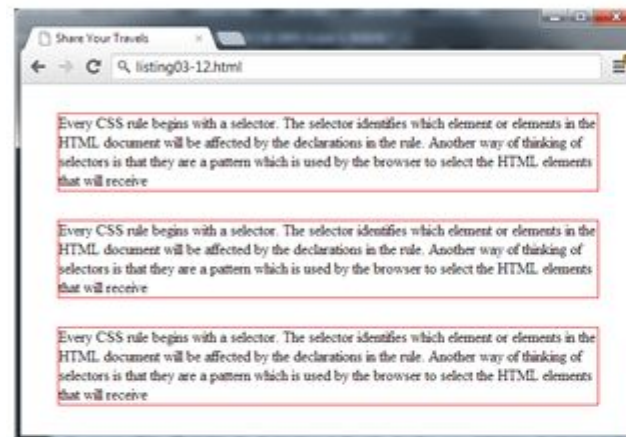 Share Your Travels
listing03-12.html
Every CSS rule begins with a selector. The selector identifies which element or elements in the
HTML document will be affected by the declarations in the rule. Another way of thinking of
selectors is that they are a pattern which is used by the browser to select the HTML elements
that will receive
Every CSS rule begins with a selector. The selector identifies which element or elements in the
HTML document will be affected by the declarations in the rule. Another way of thinking of
selectors is that they are a pattern which is used by the browser to select the HTML elements
that will receive
Every CSS rule begins with a selector. The selector identifies which element or elements in the
HTML document will be affected by the declarations in the rule. Another way of thinking of
selectors is that they are a pattern which is used by the browser to select the HTML elements
that will receive